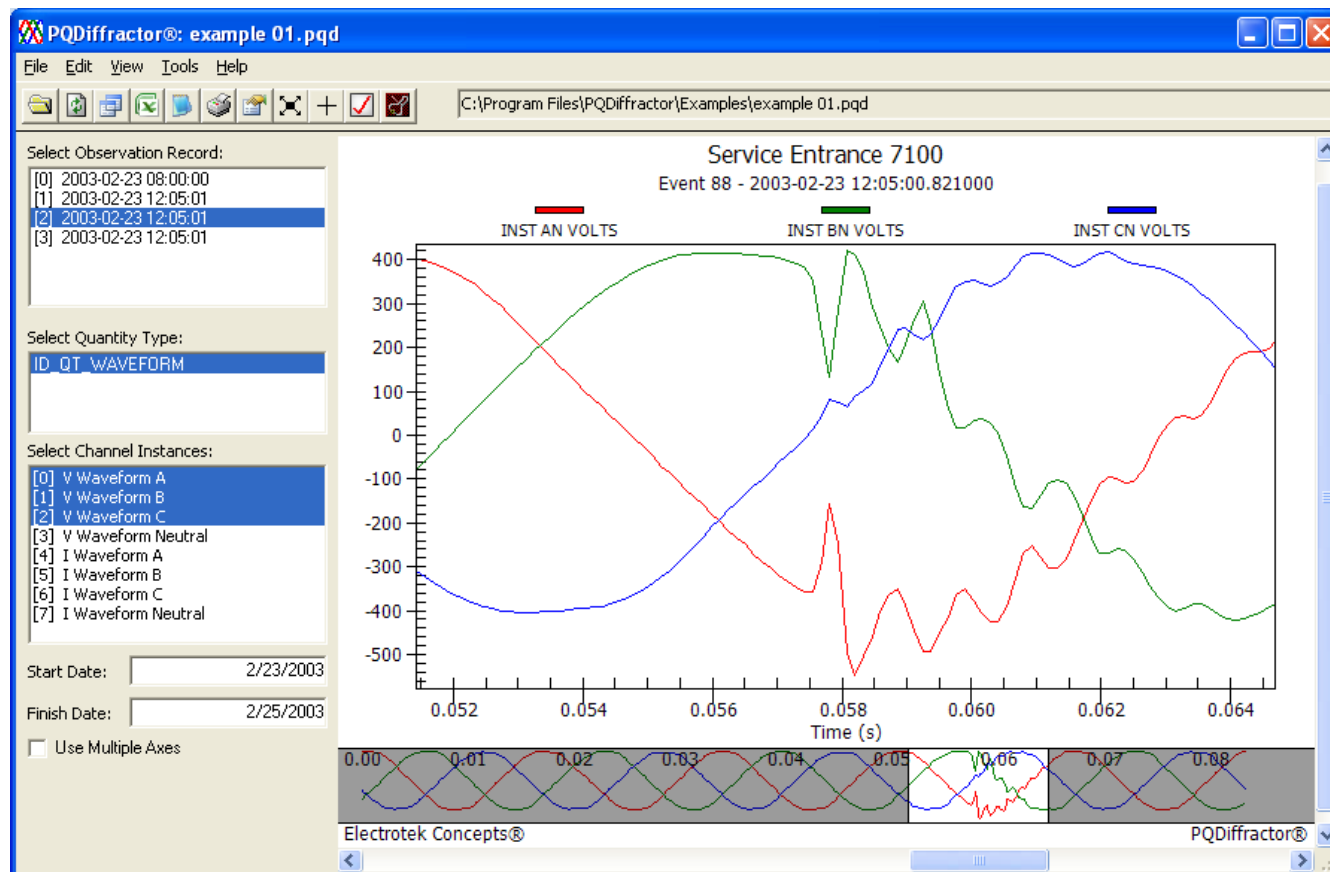 PQDiffractor®: example 01.pqd
File Edit View Tools Help
C:\Program Files\PQDiffractor\Examples\example 01.pqd
Select Observation Record:
[0] 2003-02-23 08:00:00
[1] 2003-02-23 12:05:01
[2] 2003-02-23 12:05:01
[3] 2003-02-23 12:05:01
Select Quantity Type:
ID_QT_WAVEFORM
Select Channel Instances:
[0] V Waveform A
[1] V Waveform B
[2] V Waveform C
[3] V Waveform Neutral
[4] I Waveform A
[5] I Waveform B
[6] I Waveform C
[7] I Waveform Neutral
Start Date: 2/23/2003
Finish Date: 2/25/2003
Use Multiple Axes
Service Entrance 7100
Event 88 - 2003-02-23 12:05:00.821000
INST AN VOLTS INST BN VOLTS INST CN VOLTS
400
300
200
100
0
-100
-200
-300
-400
-500
0.052 0.054 0.056 0.058 0.060 0.062 0.064
Time (s)
0.00 0.01 0.02 0.03 0.04 0.05 0.06 0.07 0.08
Electrotek Concepts® PQDiffractor®